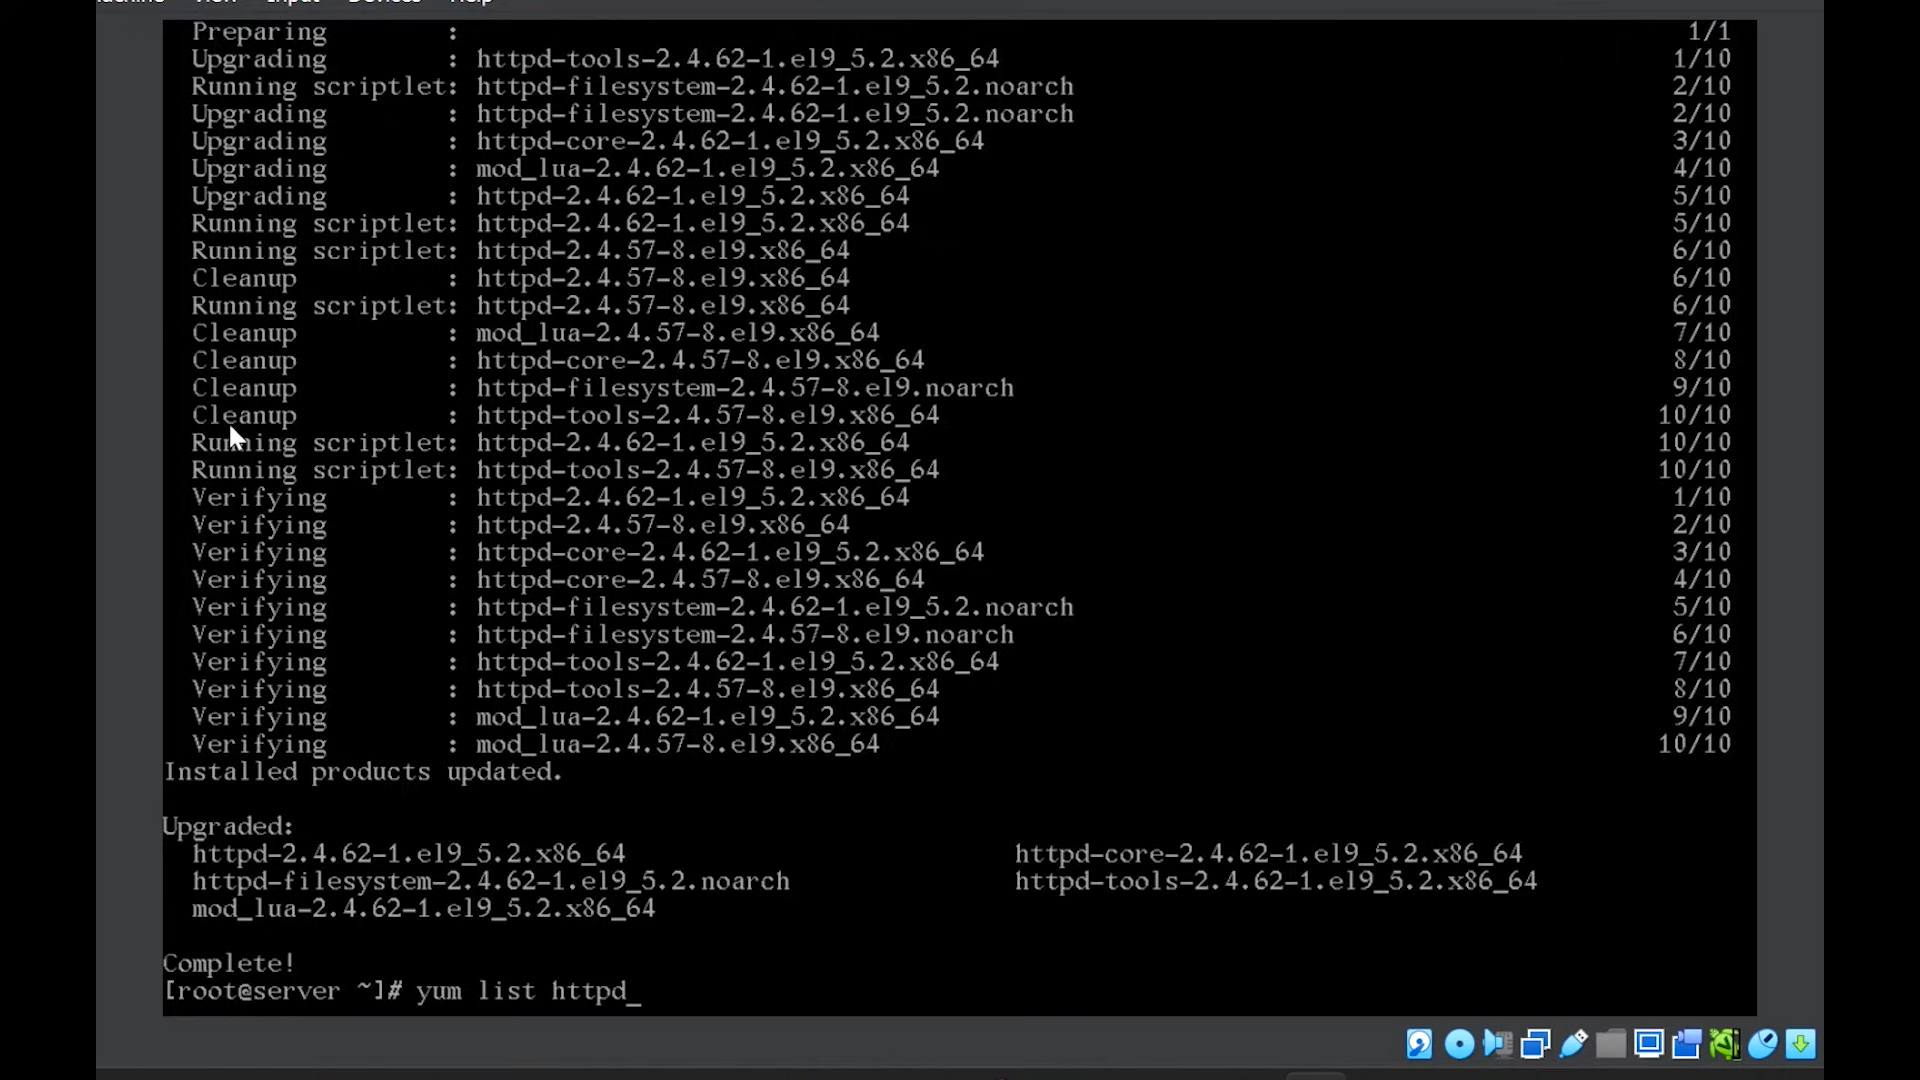 Machine View Input Devices Help
Preparing : 1/1
Upgrading : httpd-tools-2.4.62-1.el9_5.2.x86_64 1/10
Running scriptlet: httpd-filesystem-2.4.62-1.el9_5.2.noarch 2/10
Upgrading : httpd-filesystem-2.4.62-1.el9_5.2.noarch 2/10
Upgrading : httpd-core-2.4.62-1.el9_5.2.x86_64 3/10
Upgrading : mod_lua-2.4.62-1.el9_5.2.x86_64 4/10
Upgrading : httpd-2.4.62-1.el9_5.2.x86_64 5/10
Running scriptlet: httpd-2.4.62-1.el9_5.2.x86_64 5/10
Running scriptlet: httpd-2.4.57-8.el9.x86_64 6/10
Cleanup : httpd-2.4.57-8.el9.x86_64 6/10
Running scriptlet: httpd-2.4.57-8.el9.x86_64 6/10
Cleanup : mod_lua-2.4.57-8.el9.x86_64 7/10
Cleanup : httpd-core-2.4.57-8.el9.x86_64 8/10
Cleanup : httpd-filesystem-2.4.57-8.el9.noarch 9/10
Cleanup : httpd-tools-2.4.57-8.el9.x86_64 10/10
Running scriptlet: httpd-2.4.62-1.el9_5.2.x86_64 10/10
Running scriptlet: httpd-tools-2.4.57-8.el9.x86_64 10/10
Verifying : httpd-2.4.62-1.el9_5.2.x86_64 1/10
Verifying : httpd-2.4.57-8.el9.x86_64 2/10
Verifying : httpd-core-2.4.62-1.el9_5.2.x86_64 3/10
Verifying : httpd-core-2.4.57-8.el9.x86_64 4/10
Verifying : httpd-filesystem-2.4.62-1.el9_5.2.noarch 5/10
Verifying : httpd-filesystem-2.4.57-8.el9.noarch 6/10
Verifying : httpd-tools-2.4.62-1.el9_5.2.x86_64 7/10
Verifying : httpd-tools-2.4.57-8.el9.x86_64 8/10
Verifying : mod_lua-2.4.62-1.el9_5.2.x86_64 9/10
Verifying : mod_lua-2.4.57-8.el9.x86_64 10/10
Installed products updated.
Upgraded:
httpd-2.4.62-1.el9_5.2.x86_64 httpd-core-2.4.62-1.el9_5.2.x86_64
httpd-filesystem-2.4.62-1.el9_5.2.noarch httpd-tools-2.4.62-1.el9_5.2.x86_64
mod_lua-2.4.62-1.el9_5.2.x86_64
Complete!
[root@server ~]# yum list httpd_